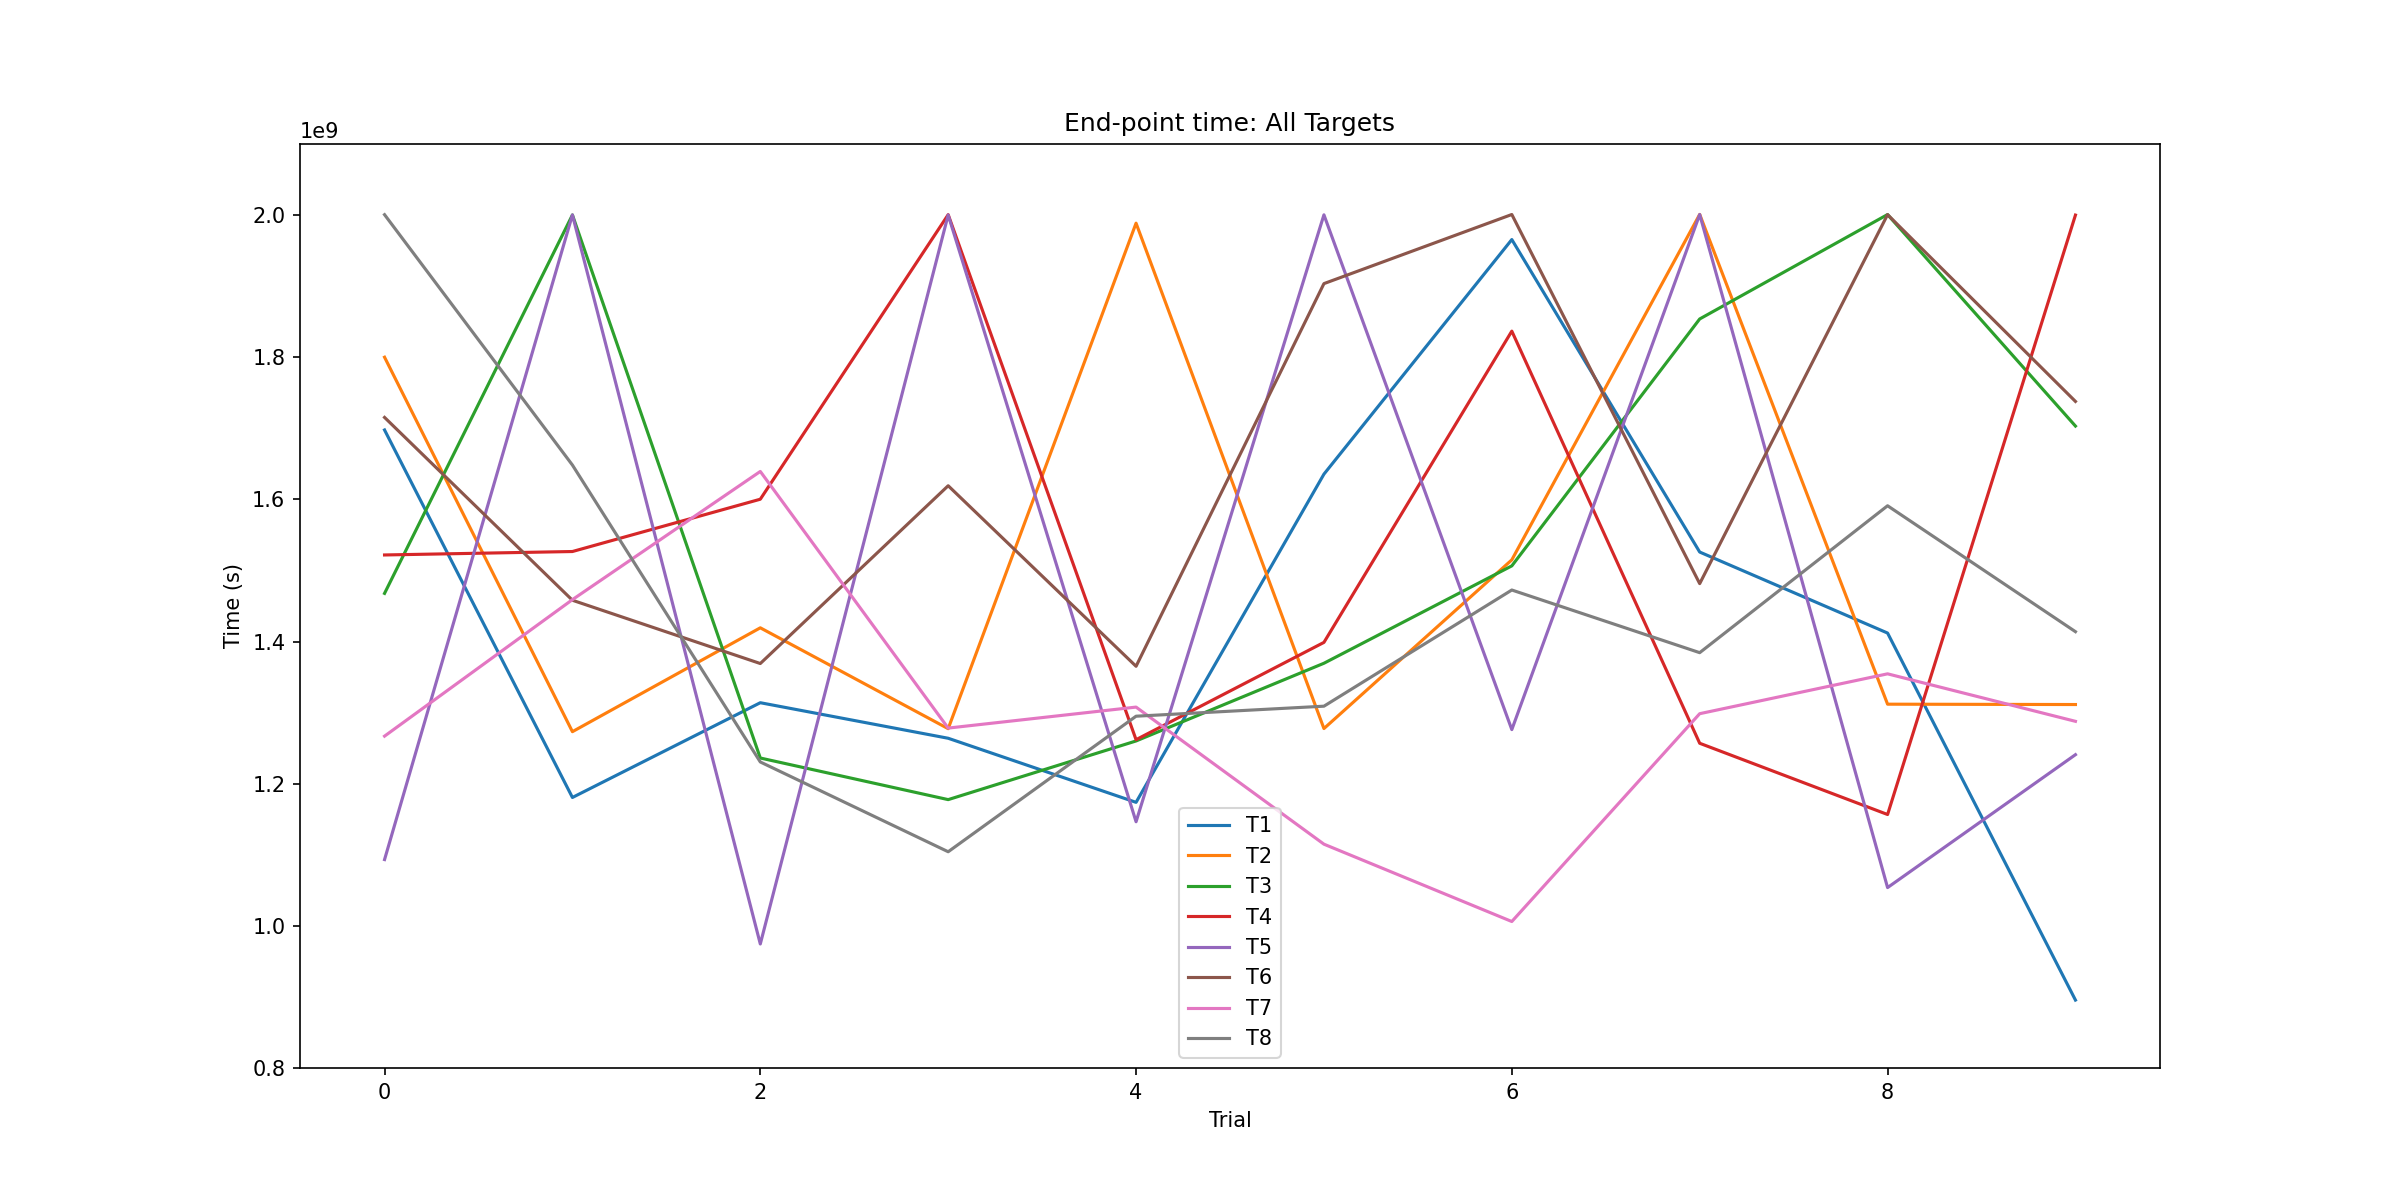 End-point time: All Targets
1e9
2.0
1.8
1.6
1.4
1.2
1.0
0.8
Time (s)
0 2 4 6 8
Trial
T1
T2
T3
T4
T5
T6
T7
T8